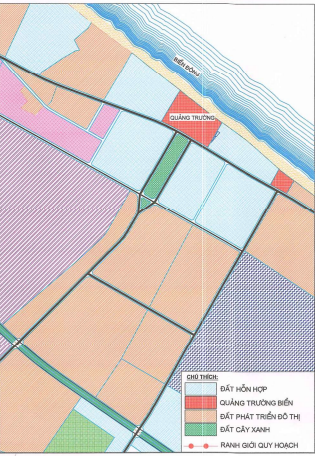 BIỂN ĐÔNG
QUẢNG TRƯỜNG
CHÚ THÍCH:
ĐẤT HỖN HỢP
QUẢNG TRƯỜNG BIỂN
ĐẤT PHÁT TRIỂN ĐÔ THỊ
ĐẤT CÂY XANH
RANH GIỚI QUY HOẠCH